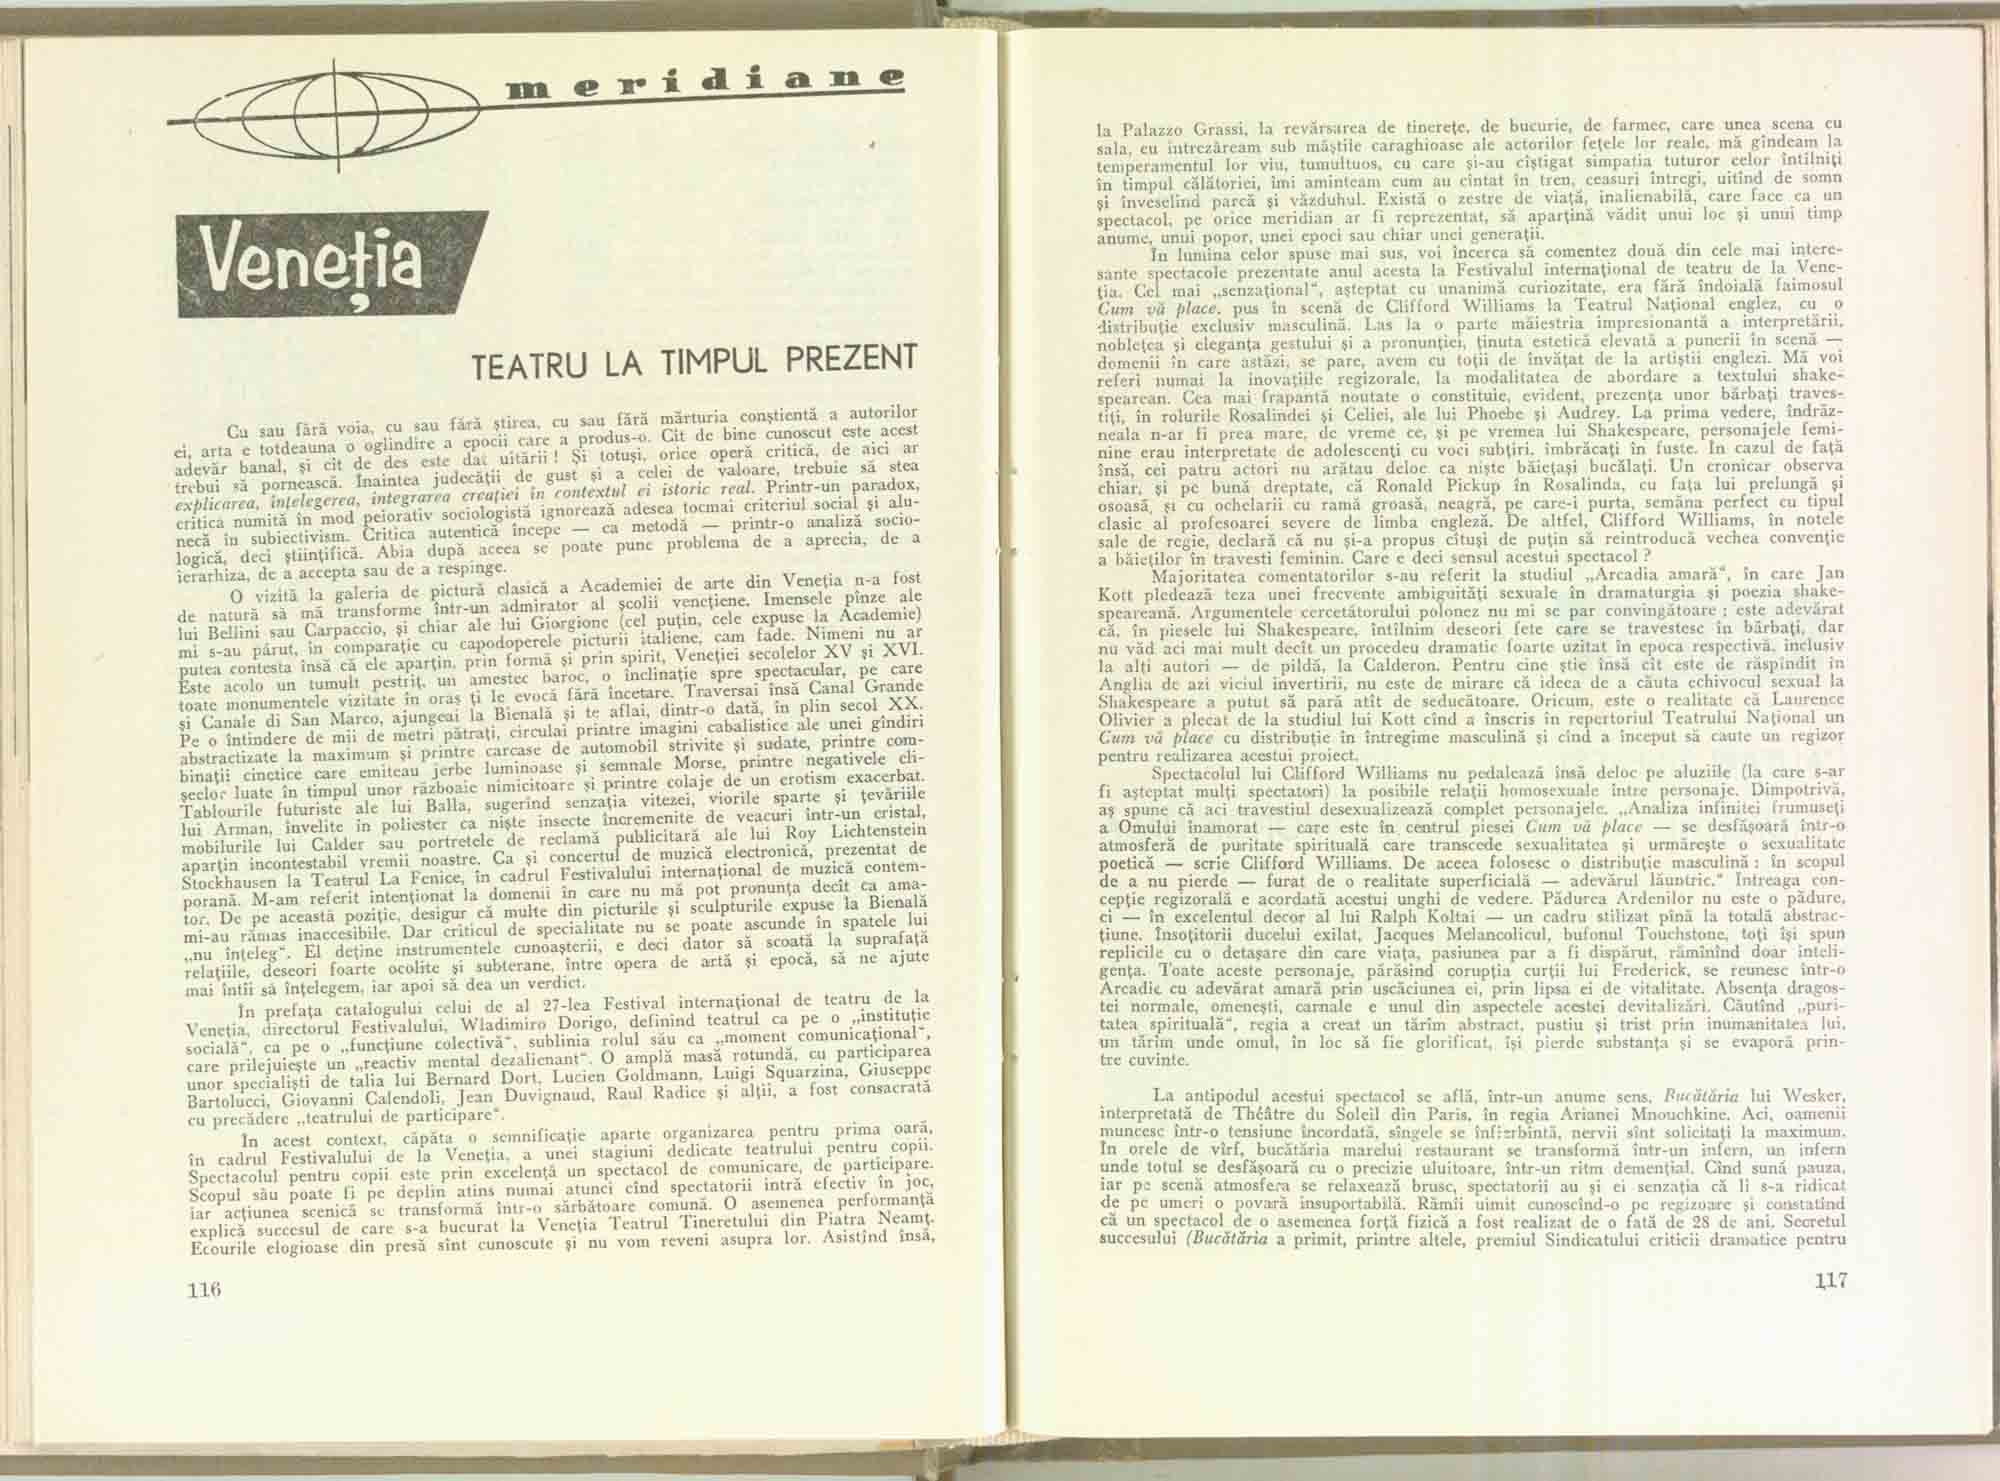 meridiane
Veneția
TEATRU LA TIMPUL PREZENT
Cu sau fără voia, cu sau fără știrea, cu sau fără mărturia conștientă a autorilor
ei, arta e totdeauna o oglindire a epocii care a produs-o. Cît de bine cunoscut este acest
adevăr banal, și cît de des este dat uitării ! Și totuși, orice operă critică, de aici ar
trebui să pornească. Înaintea judecății de gust și a celei de valoare, trebuie să stea
explicarea, înțelegerea, integrarea creației în contextul ei istoric real. Printr-un paradox,
critica numită în mod peiorativ sociologistă ignorează adesea tocmai criteriul social și alu-
necă în subiectivism. Critica autentică începe — ca metodă — printr-o analiză socio-
logică, deci științifică. Abia după aceea se poate pune problema de a aprecia, de a
ierarhiza, de a accepta sau de a respinge.
O vizită la galeria de pictură clasică a Academiei de arte din Veneția n-a fost
de natură să mă transforme într-un admirator al școlii venețiene. Imensele pînze ale
lui Bellini sau Carpaccio, și chiar ale lui Giorgione (cel puțin, cele expuse la Academie)
mi s-au părut, în comparație cu capodoperele picturii italiene, cam fade. Nimeni nu ar
putea contesta însă că ele aparțin, prin formă și prin spirit, Veneției secolelor XV și XVI.
Este acolo un tumult pestriț, un amestec baroc, o înclinație spre spectacular, pe care
toate monumentele vizitate în oraș ți le evocă fără încetare. Traversai însă Canal Grande
și Canale di San Marco, ajungeai la Bienală și te aflai, dintr-o dată, în plin secol XX.
Pe o întindere de mii de metri pătrați, circulai printre imagini cabalistice ale unei gîndiri
abstractizate la maximum și printre carcase de automobil strivite și sudate, printre com-
binații cinetice care emiteau jerbe luminoase și semnale Morse, printre negativele cli-
șeelor luate în timpul unor războaie nimicitoare și printre colaje de un erotism exacerbat.
Tablourile futuriste ale lui Balla, sugerînd senzația vitezei, viorile sparte și țevăriile
lui Arman, învelite în poliester ca niște insecte încremenite de veacuri într-un cristal,
mobilurile lui Calder sau portretele de reclamă publicitară ale lui Roy Lichtenstein
aparțin incontestabil vremii noastre. Ca și concertul de muzică electronică, prezentat de
Stockhausen la Teatrul La Fenice, în cadrul Festivalului internațional de muzică contem-
porană. M-am referit intenționat la domenii în care nu mă pot pronunța decît ca ama-
tor. De pe această poziție, desigur că multe din picturile și sculpturile expuse la Bienală
mi-au rămas inaccesibile. Dar criticul de specialitate nu se poate ascunde în spatele lui
„nu înțeleg“. El deține instrumentele cunoașterii, e deci dator să scoată la suprafață
relațiile, deseori foarte ocolite și subterane, între opera de artă și epocă, să ne ajute
mai întîi să înțelegem, iar apoi să dea un verdict.
În prefața catalogului celui de al 27-lea Festival internațional de teatru de la
Veneția, directorul Festivalului, Wladimiro Dorigo, definind teatrul ca pe o „instituție
socială“, ca pe o „funcțiune colectivă“, sublinia rolul său ca „moment comunicațional“,
care prilejuiește un „reactiv mental dezalienant“. O amplă masă rotundă, cu participarea
unor specialiști de talia lui Bernard Dort, Lucien Goldmann, Luigi Squarzina, Giuseppe
Bartolucci, Giovanni Calendoli, Jean Duvignaud, Raul Radice și alții, a fost consacrată
cu precădere „teatrului de participare“.
În acest context, căpăta o semnificație aparte organizarea pentru prima oară,
în cadrul Festivalului de la Veneția, a unei stagiuni dedicate teatrului pentru copii.
Spectacolul pentru copii este prin excelență un spectacol de comunicare, de participare.
Scopul său poate fi pe deplin atins numai atunci cînd spectatorii intră efectiv în joc,
iar acțiunea scenică se transformă într-o sărbătoare comună. O asemenea performanță
explică succesul de care s-a bucurat la Veneția Teatrul Tineretului din Piatra Neamț.
Ecourile elogioase din presă sînt cunoscute și nu vom reveni asupra lor. Asistînd însă,
116
la Palazzo Grassi, la revărsarea de tinerețe, de bucurie, de farmec, care unea scena cu
sala, eu întrezăream sub măștile caraghioase ale actorilor fețele lor reale, mă gîndeam la
temperamentul lor viu, tumultuos, cu care și-au cîștigat simpatia tuturor celor întîlniți
în timpul călătoriei, îmi aminteam cum au cîntat în tren, ceasuri întregi, uitînd de somn
și înveselind parcă și văzduhul. Există o zestre de viață, inalienabilă, care face ca un
spectacol, pe orice meridian ar fi reprezentat, să aparțină vădit unui loc și unui timp
anume, unui popor, unei epoci sau chiar unei generații.
În lumina celor spuse mai sus, voi încerca să comentez două din cele mai intere-
sante spectacole prezentate anul acesta la Festivalul internațional de teatru de la Vene-
ția. Cel mai „senzațional“, așteptat cu unanimă curiozitate, era fără îndoială faimosul
Cum vă place, pus în scenă de Clifford Williams la Teatrul Național englez, cu o
distribuție exclusiv masculină. Las la o parte măiestria impresionantă a interpretării,
noblețea și eleganța gestului și a pronunției, ținuta estetică elevată a punerii în scenă —
domenii în care astăzi, se pare, avem cu toții de învățat de la artiștii englezi. Mă voi
referi numai la inovațiile regizorale, la modalitatea de abordare a textului shake-
spearean. Cea mai frapantă noutate o constituie, evident, prezența unor bărbați traves-
tiți, în rolurile Rosalindei și Celiei, ale lui Phoebe și Audrey. La prima vedere, îndrăz-
neala n-ar fi prea mare, de vreme ce, și pe vremea lui Shakespeare, personajele femi-
nine erau interpretate de adolescenți cu voci subțiri, îmbrăcați în fuste. În cazul de față
însă, cei patru actori nu arătau deloc ca niște băiețași bucălați. Un cronicar observa
chiar, și pe bună dreptate, că Ronald Pickup în Rosalinda, cu fața lui prelungă și
osoasă, și cu ochelarii cu ramă groasă, neagră, pe care-i purta, semăna perfect cu tipul
clasic al profesoarei severe de limba engleză. De altfel, Clifford Williams, în notele
sale de regie, declară că nu și-a propus cîtuși de puțin să reintroducă vechea convenție
a băieților în travesti feminin. Care e deci sensul acestui spectacol ?
Majoritatea comentatorilor s-au referit la studiul „Arcadia amară“, în care Jan
Kott pledează teza unei frecvente ambiguități sexuale în dramaturgia și poezia shake-
speareană. Argumentele cercetătorului polonez nu mi se par convingătoare ; este adevărat
că, în piesele lui Shakespeare, întîlnim deseori fete care se travestesc în bărbați, dar
nu văd aci mai mult decît un procedeu dramatic foarte uzitat în epoca respectivă, inclusiv
la alți autori — de pildă, la Calderon. Pentru cine știe însă cît este de răspîndit în
Anglia de azi viciul invertirii, nu este de mirare că ideea de a căuta echivocul sexual la
Shakespeare a putut să pară atît de seducătoare. Oricum, este o realitate că Laurence
Olivier a plecat de la studiul lui Kott cînd a înscris în repertoriul Teatrului Național un
Cum vă place cu distribuție în întregime masculină și cînd a început să caute un regizor
pentru realizarea acestui proiect.
Spectacolul lui Clifford Williams nu pedalează însă deloc pe aluziile (la care s-ar
fi așteptat mulți spectatori) la posibile relații homosexuale între personaje. Dimpotrivă,
aș spune că aci travestiul desexualizează complet personajele. „Analiza infinitei frumuseți
a Omului înamorat — care este în centrul piesei Cum vă place — se desfășoară într-o
atmosferă de puritate spirituală care transcede sexualitatea și urmărește o sexualitate
poetică — scrie Clifford Williams. De aceea folosesc o distribuție masculină : în scopul
de a nu pierde — furat de o realitate superficială — adevărul lăuntric.“ Întreaga con-
cepție regizorală e acordată acestui unghi de vedere. Pădurea Ardenilor nu este o pădure,
ci — în excelentul decor al lui Ralph Koltai — un cadru stilizat pînă la totală abstrac-
țiune. Însoțitorii ducelui exilat, Jacques Melancolicul, bufonul Touchstone, toți își spun
replicile cu o detașare din care viața, pasiunea par a fi dispărut, rămînînd doar inteli-
gența. Toate aceste personaje, părăsind corupția curții lui Frederick, se reunesc într-o
Arcadie cu adevărat amară prin uscăciunea ei, prin lipsa ei de vitalitate. Absența dragos-
tei normale, omenești, carnale e unul din aspectele acestei devitalizări. Căutînd „puri-
tatea spirituală“, regia a creat un tărîm abstract, pustiu și trist prin inumanitatea lui,
un tărîm unde omul, în loc să fie glorificat, își pierde substanța și se evaporă prin-
tre cuvinte.
La antipodul acestui spectacol se află, într-un anume sens, Bucătăria lui Wesker,
interpretată de Théâtre du Soleil din Paris, în regia Arianei Mnouchkine. Aci, oamenii
muncesc într-o tensiune încordată, sîngele se înfierbîntă, nervii sînt solicitați la maximum.
În orele de vîrf, bucătăria marelui restaurant se transformă într-un infern, un infern
unde totul se desfășoară cu o precizie uluitoare, într-un ritm demențial. Cînd sună pauza,
iar pe scenă atmosfera se relaxează brusc, spectatorii au și ei senzația că li s-a ridicat
de pe umeri o povară insuportabilă. Rămîi uimit cunoscînd-o pe regizoare și constatînd
că un spectacol de o asemenea forță fizică a fost realizat de o fată de 28 de ani. Secretul
succesului (Bucătăria a primit, printre altele, premiul Sindicatului criticii dramatice pentru
117